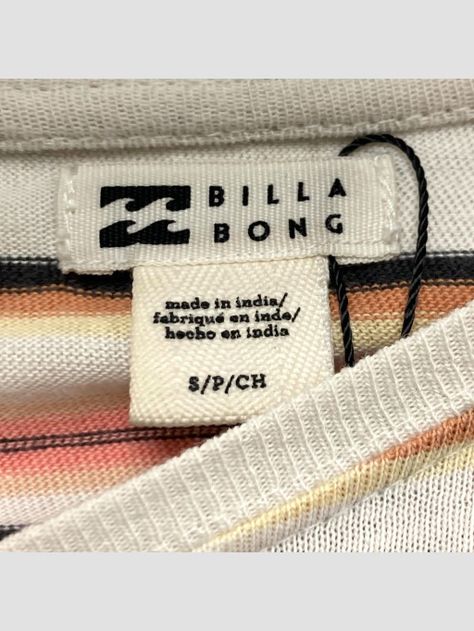 BILLA
BONG
made in india/
fabriqué en inde/
hecho en india
S/P/CH